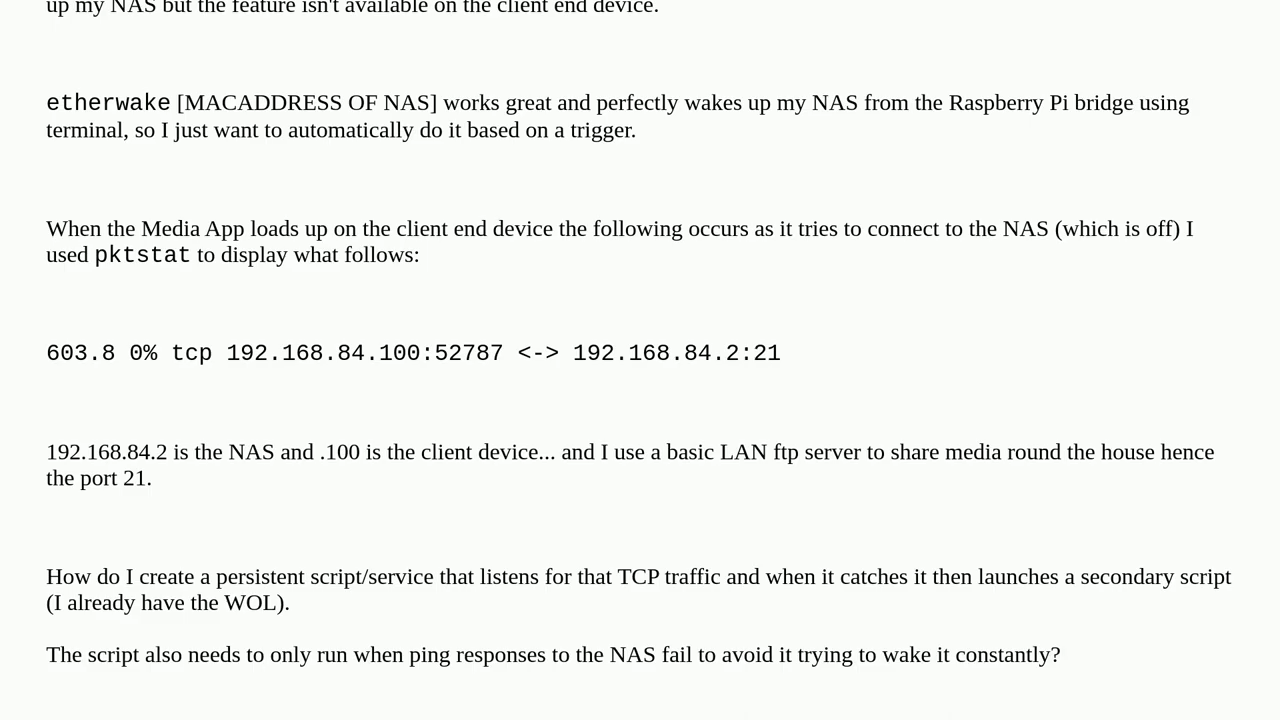 up my NAS but the feature isn't available on the client end device.
etherwake [MACADDRESS OF NAS] works great and perfectly wakes up my NAS from the Raspberry Pi bridge using
terminal, so I just want to automatically do it based on a trigger.
When the Media App loads up on the client end device the following occurs as it tries to connect to the NAS (which is off) I
used pktstat to display what follows:
603.8 0% tcp 192.168.84.100:52787 <-> 192.168.84.2:21
192.168.84.2 is the NAS and .100 is the client device... and I use a basic LAN ftp server to share media round the house hence
the port 21.
How do I create a persistent script/service that listens for that TCP traffic and when it catches it then launches a secondary script
(I already have the WOL).
The script also needs to only run when ping responses to the NAS fail to avoid it trying to wake it constantly?